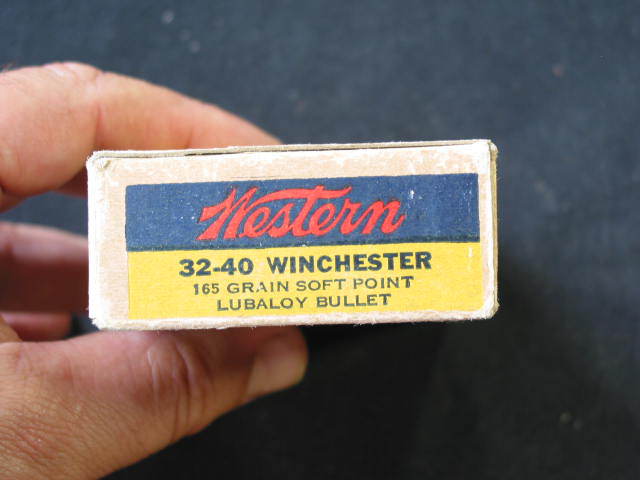 Western
32-40 WINCHESTER
165 GRAIN SOFT POINT
LUBALOY BULLET